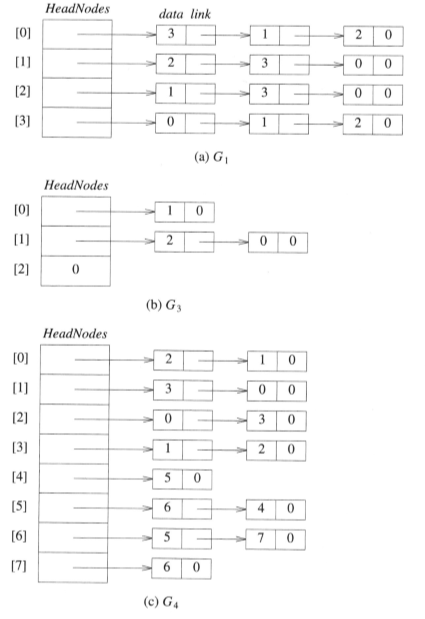 HeadNodes
data link
[0] 3 1 2 0
[1] 2 3 0 0
[2] 1 3 0 0
[3] 0 1 2 0
(a) G1
HeadNodes
[0] 1 0
[1] 2 0 0
[2] 0
(b) G3
HeadNodes
[0] 2 1 0
[1] 3 0 0
[2] 0 3 0
[3] 1 2 0
[4] 5 0
[5] 6 4 0
[6] 5 7 0
[7] 6 0
(c) G4